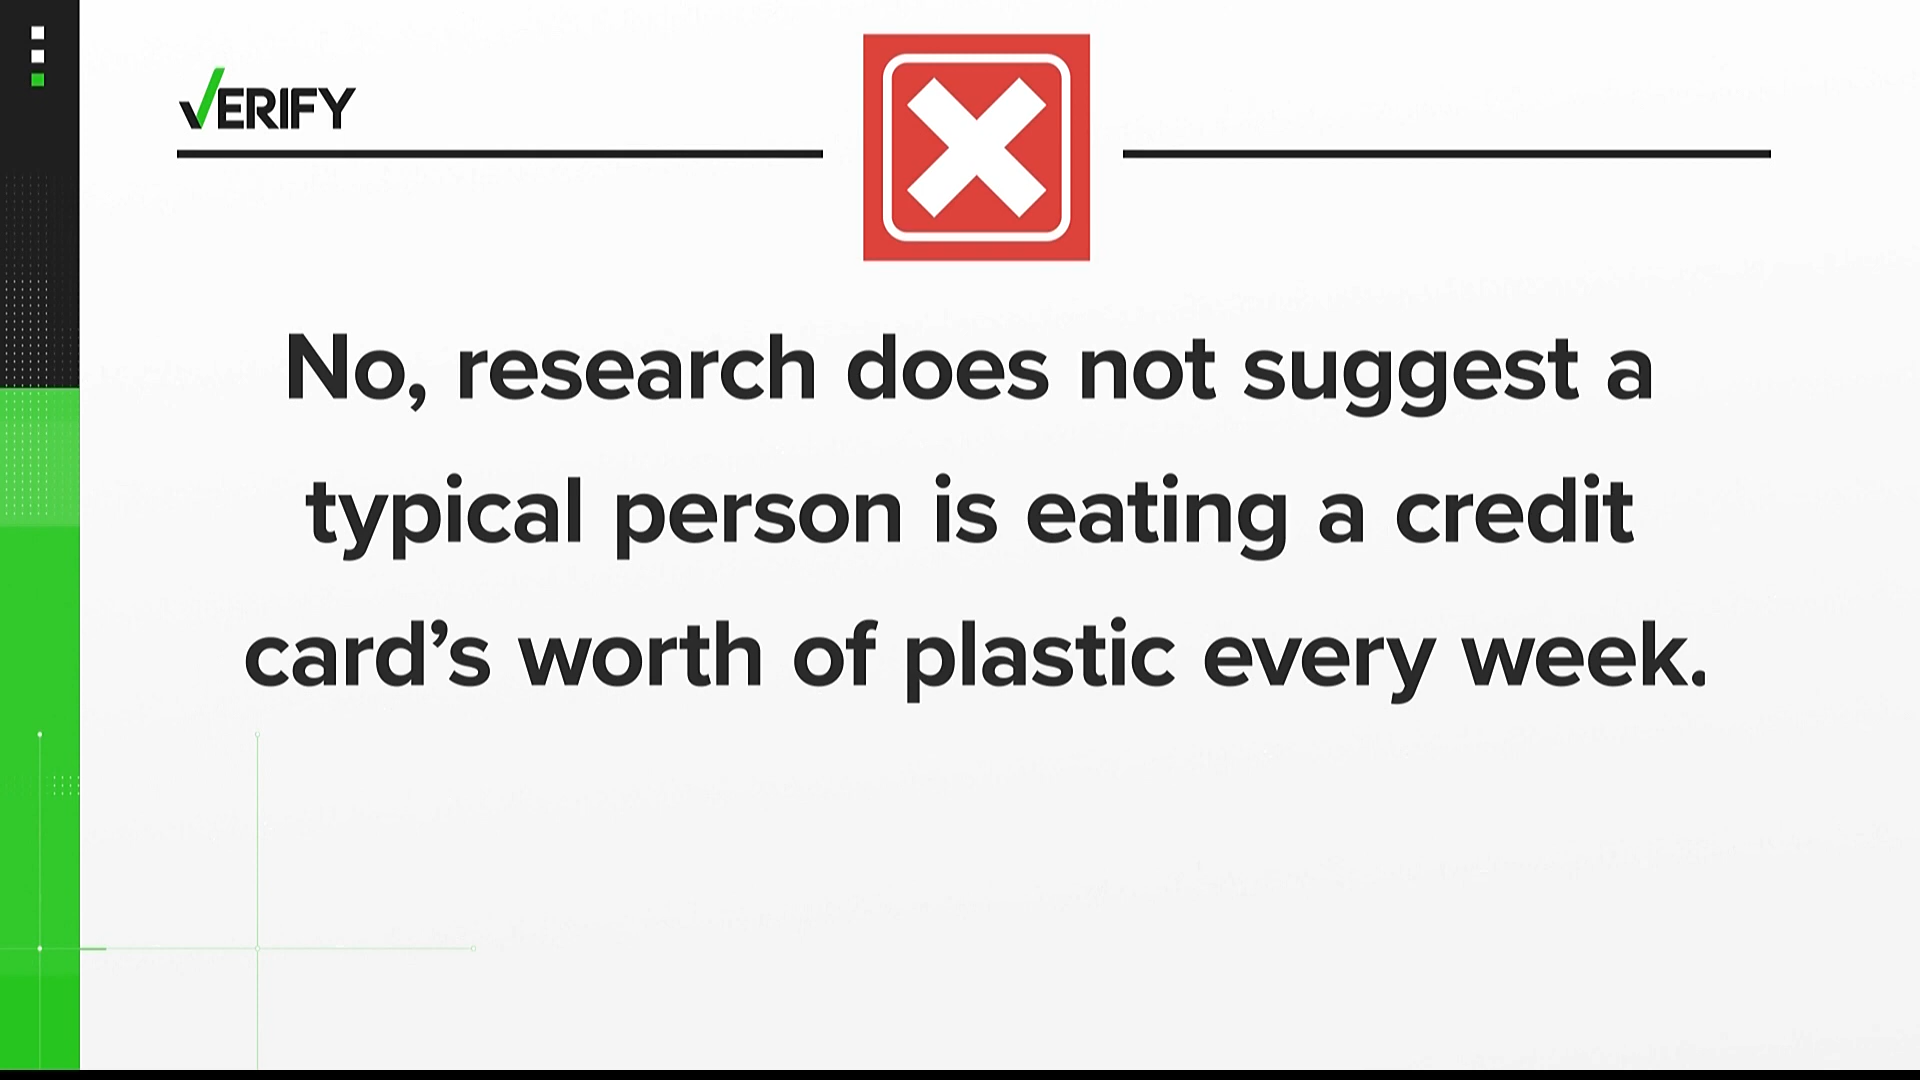 VERIFY
No, research does not suggest a
typical person is eating a credit
card’s worth of plastic every week.